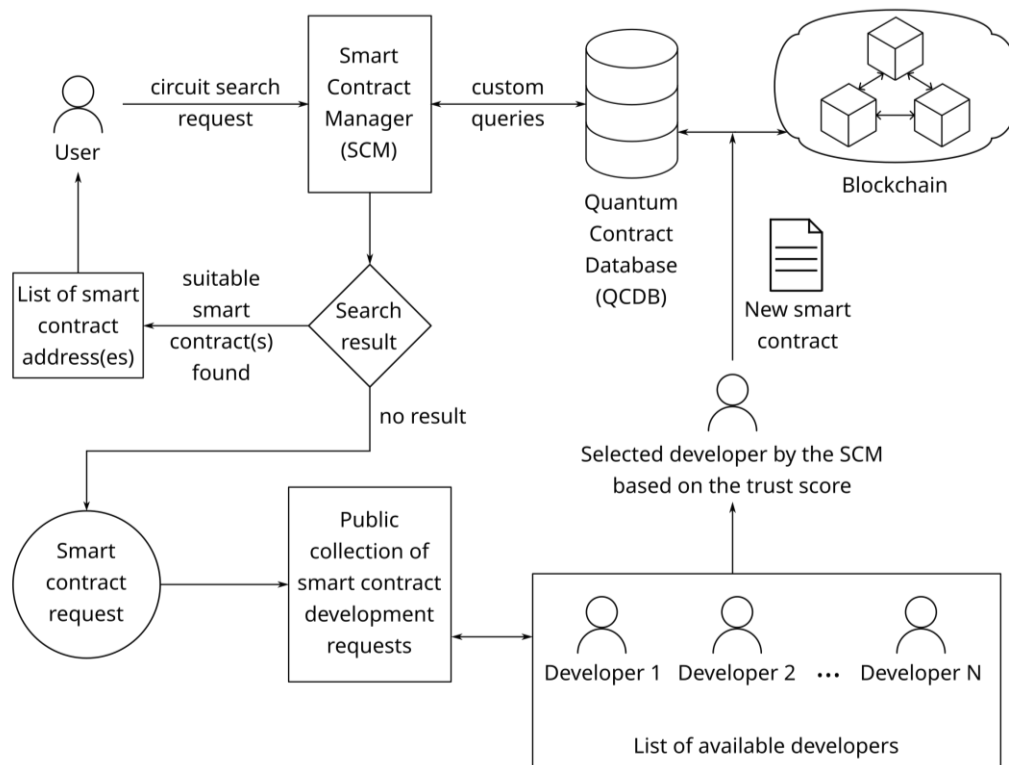 Smart
Contract
Manager
(SCM)
circuit search
request
custom
queries
User
Blockchain
Quantum
Contract
Database
(QCDB)
New smart
contract
List of smart
contract
address(es)
suitable
smart
contract(s)
found
Search
result
no result
Selected developer by the SCM
based on the trust score
Smart
contract
request
Public
collection of
smart contract
development
requests
Developer 1
Developer 2
...
Developer N
List of available developers